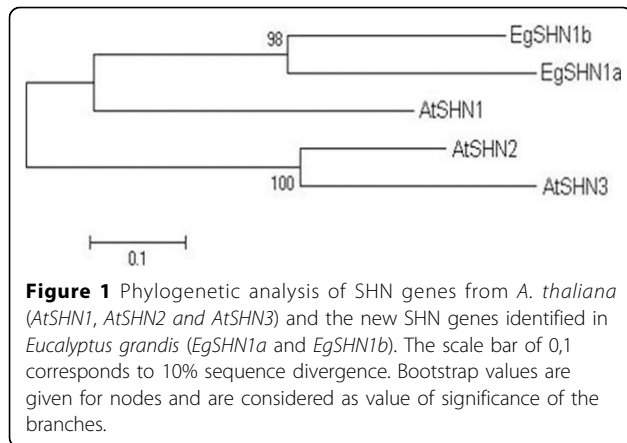 98
EgSHN1b
EgSHN1a
AtSHN1
AtSHN2
100
AtSHN3
0.1
Figure 1 Phylogenetic analysis of SHN genes from A. thaliana
(AtSHN1, AtSHN2 and AtSHN3) and the new SHN genes identified in
Eucalyptus grandis (EgSHN1a and EgSHN1b). The scale bar of 0,1
corresponds to 10% sequence divergence. Bootstrap values are
given for nodes and are considered as value of significance of the
branches.